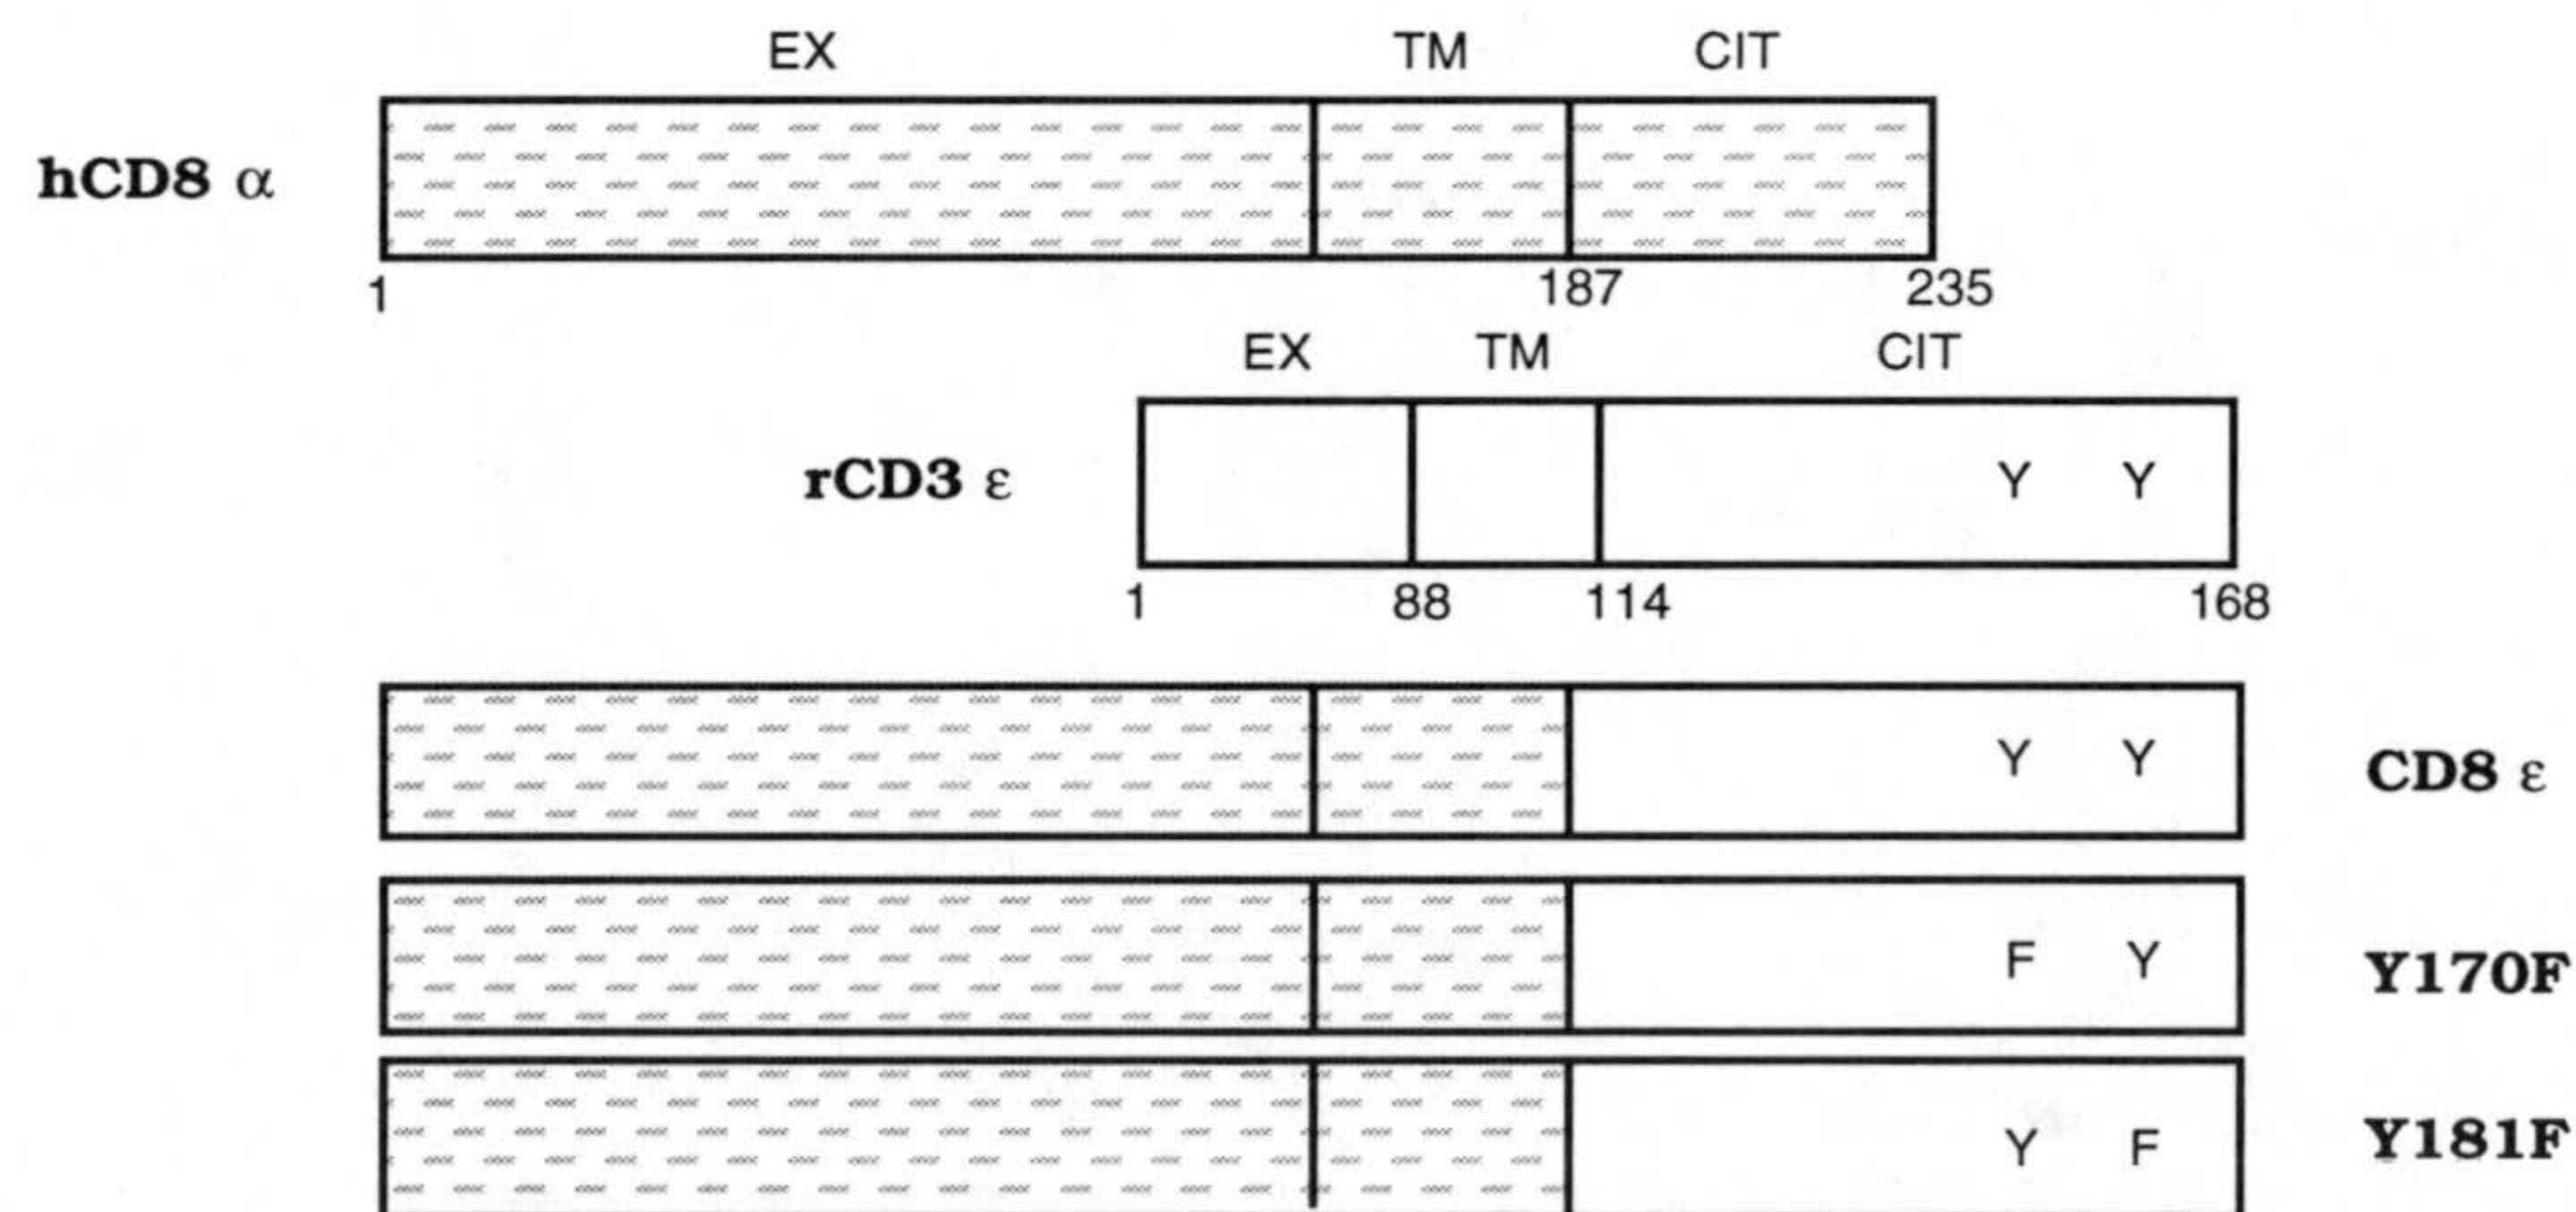 EX TM CIT
hCD8 α
1 187 235
EX TM CIT
rCD3 ε Y Y
1 88 114 168
Y Y CD8 ε
F Y Y170F
Y F Y181F